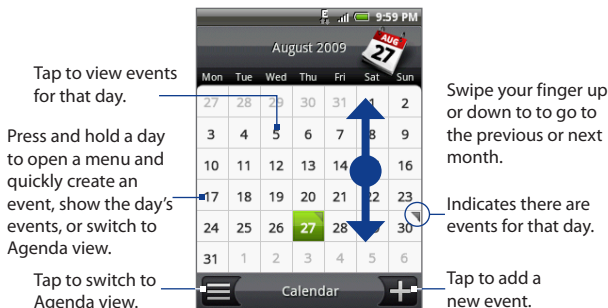 E 9:59 PM
August 2009
AUG
27
Mon Tue Wed Thu Fri Sat Sun
27 28 29 30 31 1 2
3 4 5 6 7 8 9
10 11 12 13 14 16
17 18 19 20 21 22 23
24 25 26 27 28 30
31 1 2 3 4 5 6
Calendar
Tap to view events
for that day.
Press and hold a day
to open a menu and
quickly create an
event, show the day’s
events, or switch to
Agenda view.
Tap to switch to
Agenda view.
Swipe your finger up
or down to to go to
the previous or next
month.
Indicates there are
events for that day.
Tap to add a
new event.